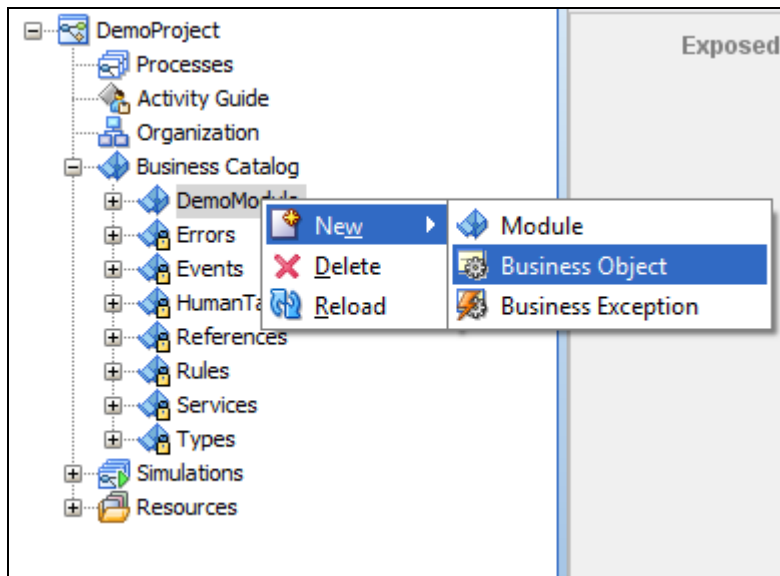 DemoProject
Exposed
Processes
Activity Guide
Organization
Business Catalog
DemoModule
New
Module
Errors
Events
Delete
Business Object
HumanTa
Reload
Business Exception
References
Rules
Services
Types
Simulations
Resources